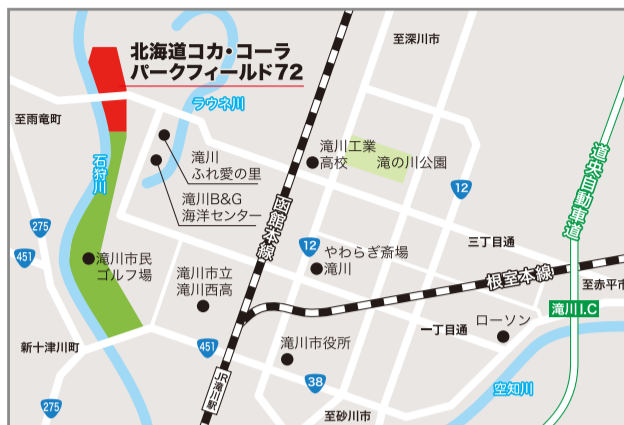 北海道コカ・コーラ
パークフィールド72
至深川市
ラウネ川
至雨竜町
石狩川
滝川
ふれ愛の里
滝川B&G
海洋センター
滝川工業
高校
滝の川公園
道央自動車道
12
275
451
函館本線
三丁目通
12
やわらぎ斎場
滝川
滝川市民
ゴルフ場
滝川市立
滝川西高
根室本線
至赤平市
滝川I.C
一丁目通
ローソン
新十津川町
451
滝川市役所
38
JR滝川駅
空知川
275
至砂川市